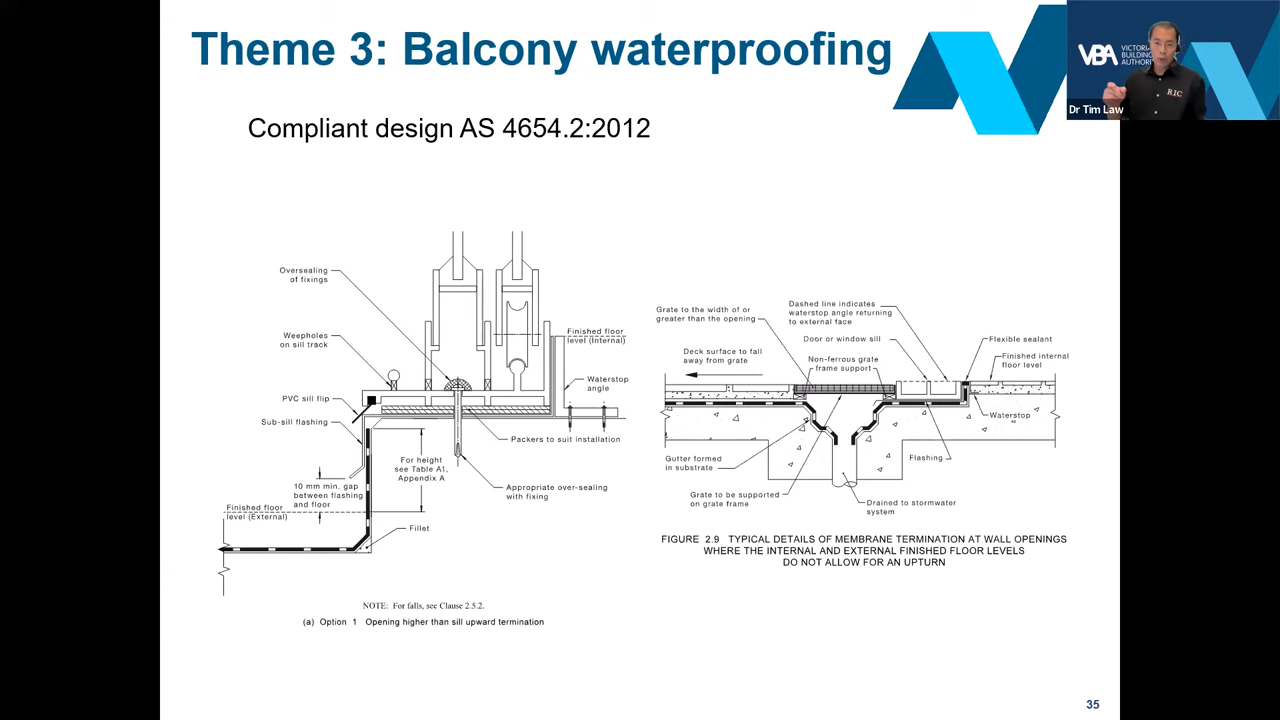 Theme 3: Balcony waterproofing
VBA
VICTORIAN
BUILDING
AUTHORITY
RIC
Dr Tim Law
Compliant design AS 4654.2:2012
Oversealing
of fixings
Weepholes
on sill track
PVC sill flip
Sub-sill flashing
10 mm min. gap
between flashing
and floor
Finished floor
level (External)
For height
see Table A1,
Appendix A
Fillet
Finished floor
level (Internal)
Waterstop
angle
Packers to suit installation
Appropriate over-sealing
with fixing
NOTE: For falls, see Clause 2.5.2.
(a) Option 1 Opening higher than sill upward termination
Grate to the width of or
greater than the opening
Dashed line indicates
waterstop angle returning
to external face
Door or window sill
Flexible sealant
Deck surface to fall
away from grate
Non-ferrous grate
frame support
Finished internal
floor level
Waterstop
Gutter formed
in substrate
Flashing
Grate to be supported
on grate frame
Drained to stormwater
system
FIGURE 2.9 TYPICAL DETAILS OF MEMBRANE TERMINATION AT WALL OPENINGS
WHERE THE INTERNAL AND EXTERNAL FINISHED FLOOR LEVELS
DO NOT ALLOW FOR AN UPTURN
35